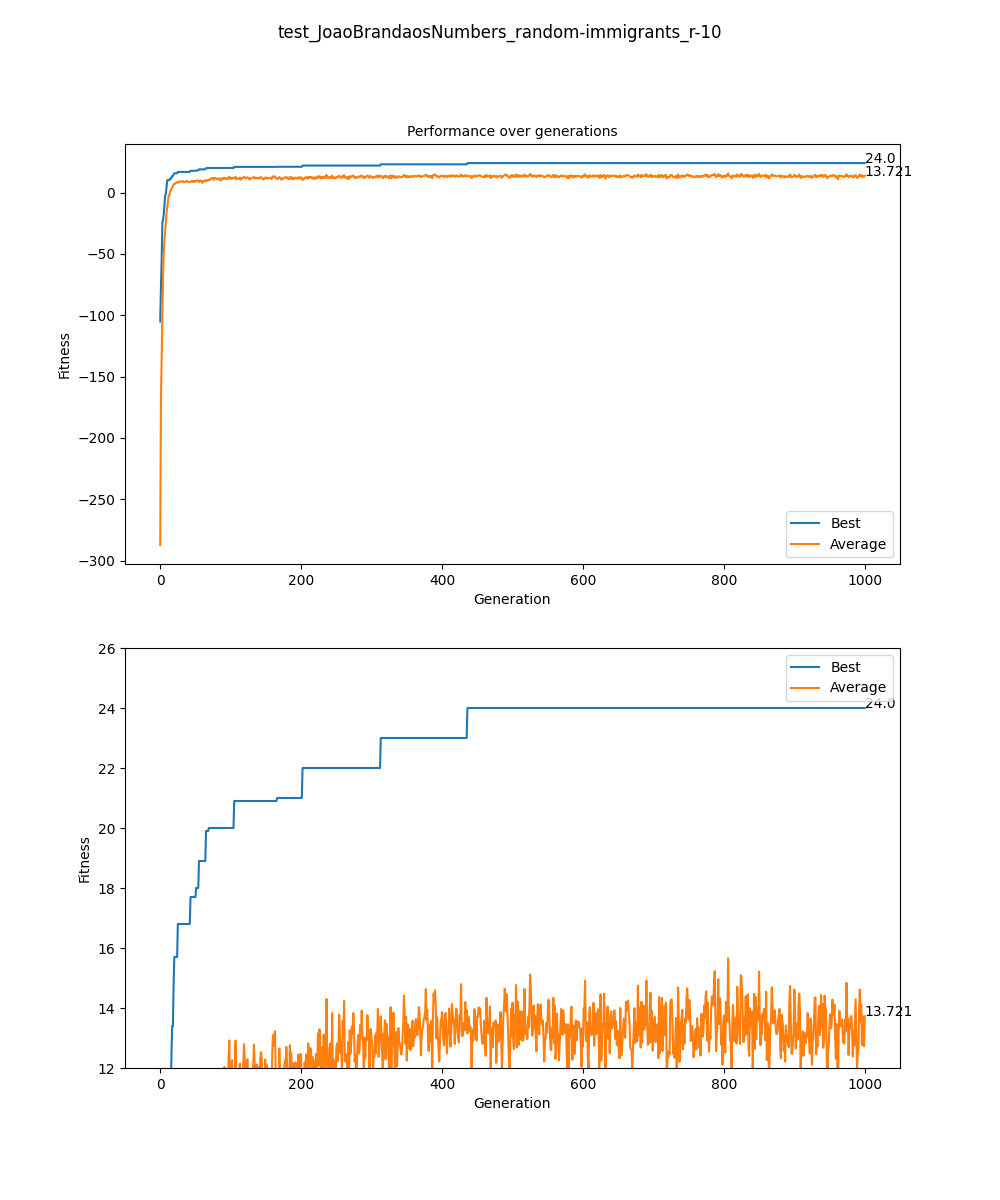 test_JoaoBrandaosNumbers_random-immigrants_r-10
Performance over generations
24.0
13.721
0
−50
−100
−150
−200
−250
−300
Fitness
Best
Average
0 200 400 600 800 1000
Generation
26
24
22
20
18
16
14
12
Fitness
Best
Average
24.0
13.721
0 200 400 600 800 1000
Generation